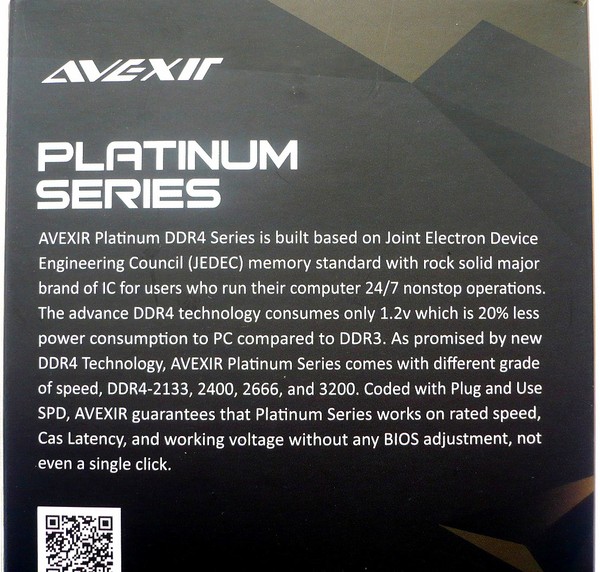 AVEXIR
PLATINUM
SERIES
AVEXIR Platinum DDR4 Series is built based on Joint Electron Device
Engineering Council (JEDEC) memory standard with rock solid major
brand of IC for users who run their computer 24/7 nonstop operations.
The advance DDR4 technology consumes only 1.2v which is 20% less
power consumption to PC compared to DDR3. As promised by new
DDR4 Technology, AVEXIR Platinum Series comes with different grade
of speed, DDR4-2133, 2400, 2666, and 3200. Coded with Plug and Use
SPD, AVEXIR guarantees that Platinum Series works on rated speed,
Cas Latency, and working voltage without any BIOS adjustment, not
even a single click.